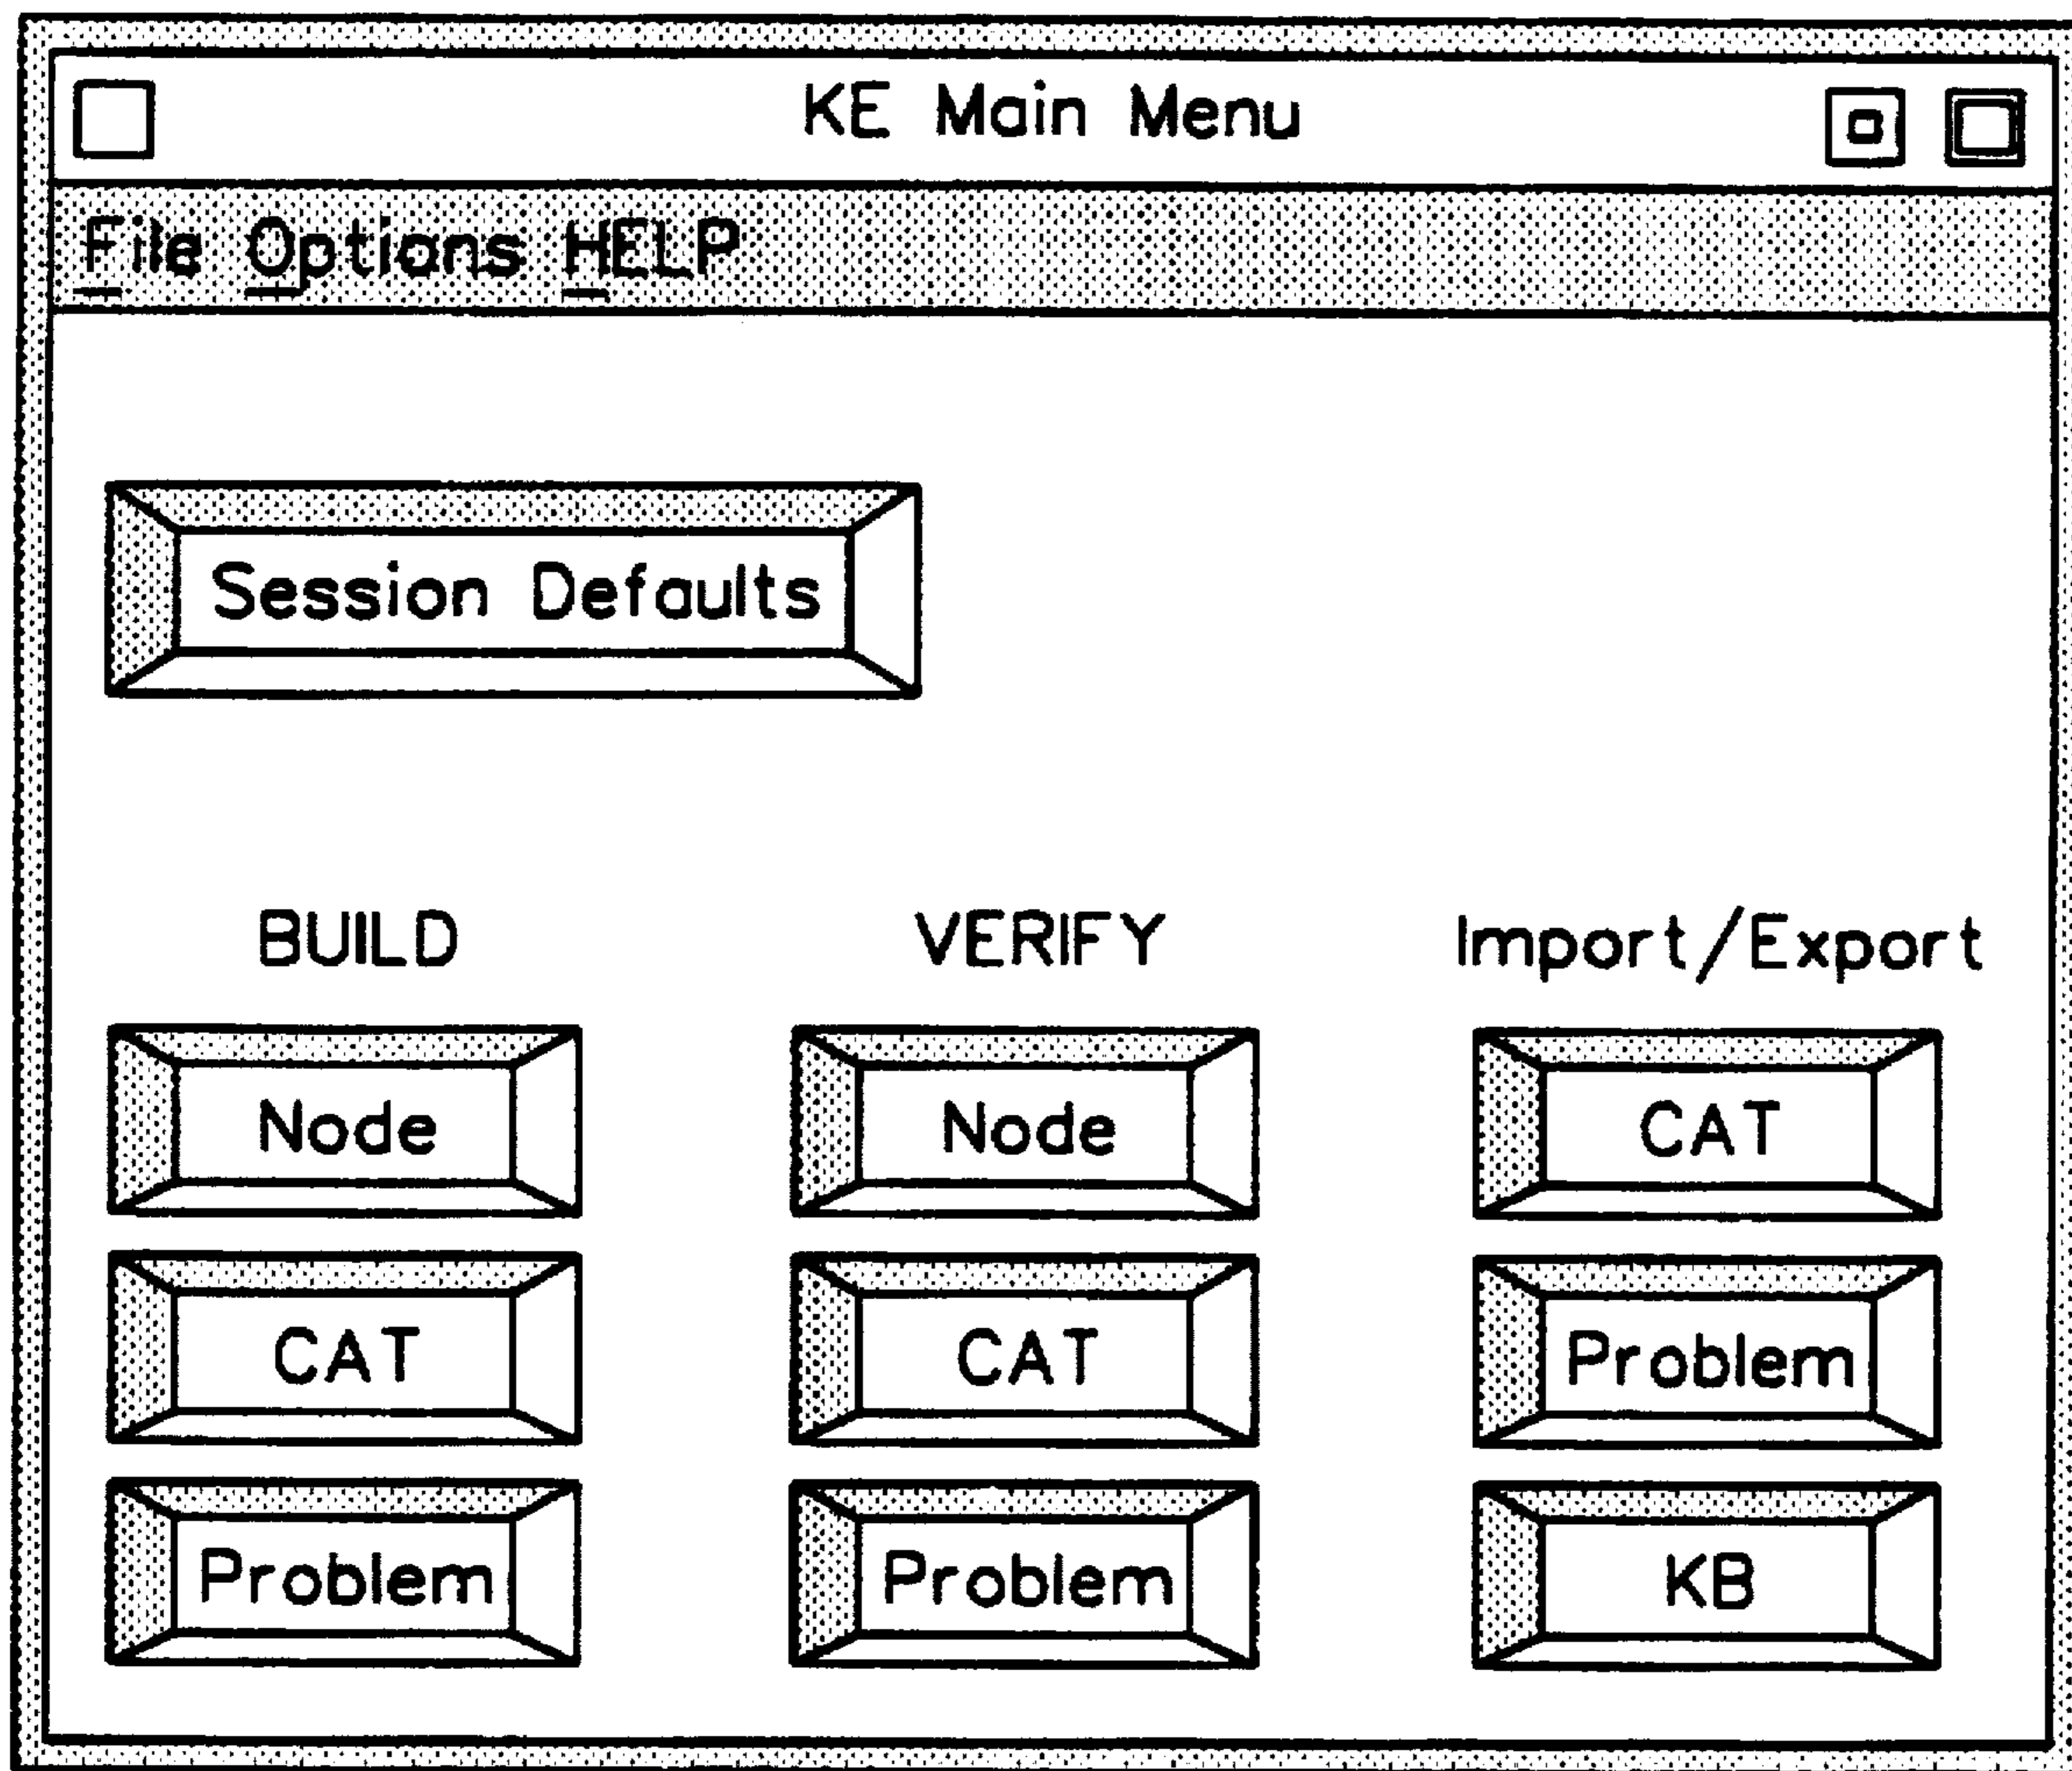 KE Main Menu
File Options HELP
Session Defaults
BUILD VERIFY Import/Export
Node Node CAT
CAT CAT Problem
Problem Problem KB